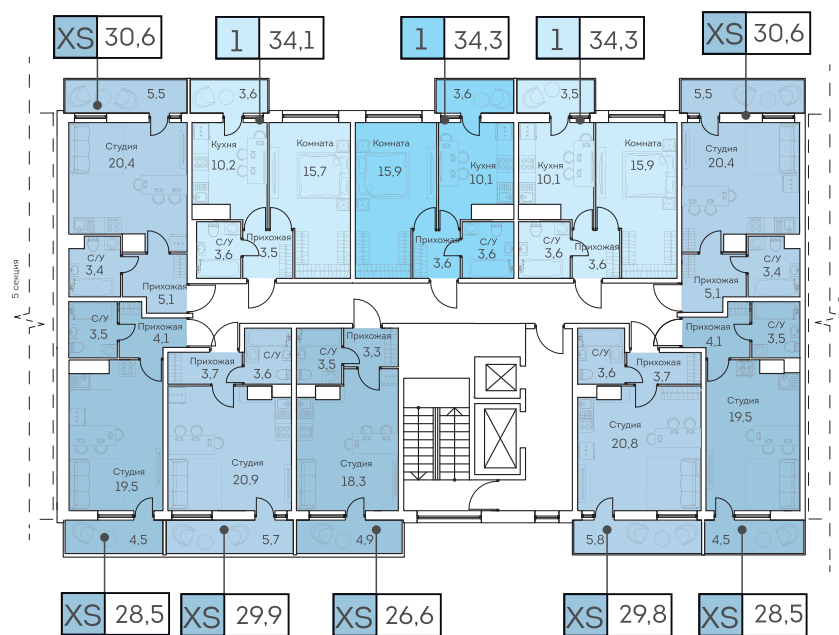 XS 30,6
1 34,1
1 34,3
1 34,3
XS 30,6
5,5
3,6
3,6
3,5
5,5
Студия
20,4
Кухня
10,2
Комната
15,7
Комната
15,9
Кухня
10,1
Кухня
10,1
Комната
15,9
Студия
20,4
С/У
3,4
Прихожая
5,1
С/У
3,6
Прихожая
3,5
Прихожая
3,6
С/У
3,6
С/У
3,6
Прихожая
3,6
Прихожая
5,1
С/У
3,4
5 секция
С/У
3,5
Прихожая
4,1
Прихожая
3,7
С/У
3,6
С/У
3,5
Прихожая
3,3
С/У
3,6
Прихожая
3,7
Прихожая
4,1
С/У
3,5
Студия
19,5
Студия
20,9
Студия
18,3
Студия
20,8
Студия
19,5
4,5
5,7
4,9
5,8
4,5
XS 28,5
XS 29,9
XS 26,6
XS 29,8
XS 28,5